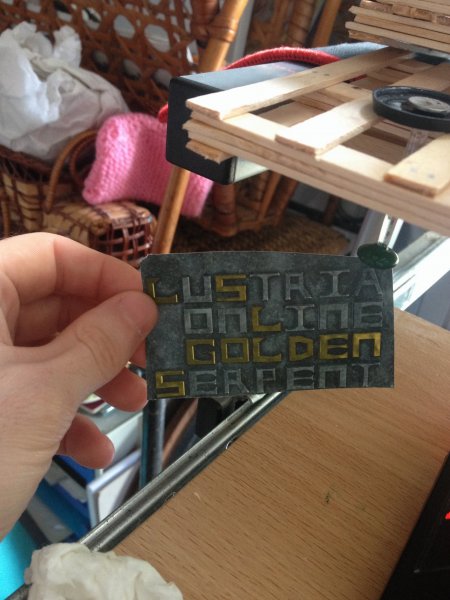 LUSTRIA
ONLINE
GOLDEN
SERPENT